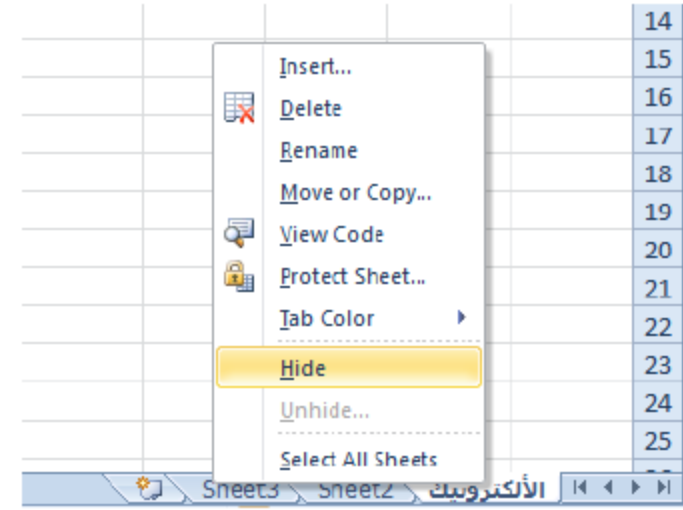 14
15
16
17
18
19
20
21
22
23
24
25
Insert...
Delete
Rename
Move or Copy...
View Code
Protect Sheet...
Tab Color
Hide
Unhide...
Select All Sheets
الألكترونيك Sheet2 Sheet3